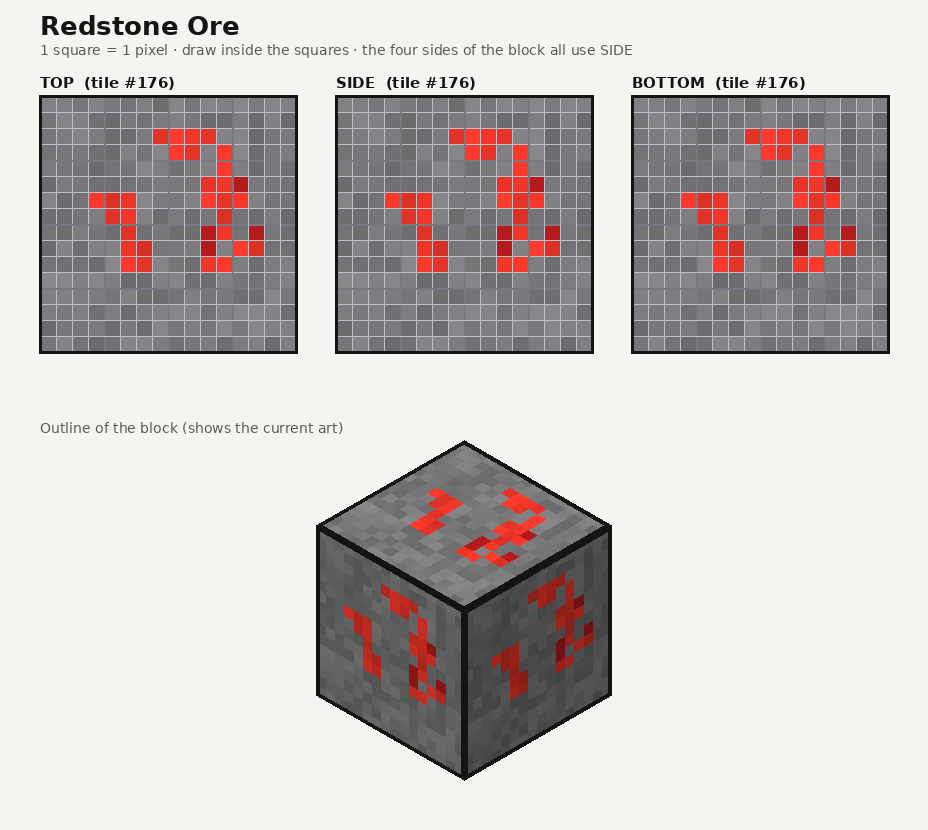 Redstone Ore
1 square = 1 pixel · draw inside the squares · the four sides of the block all use SIDE
TOP (tile #176)
SIDE (tile #176)
BOTTOM (tile #176)
Outline of the block (shows the current art)